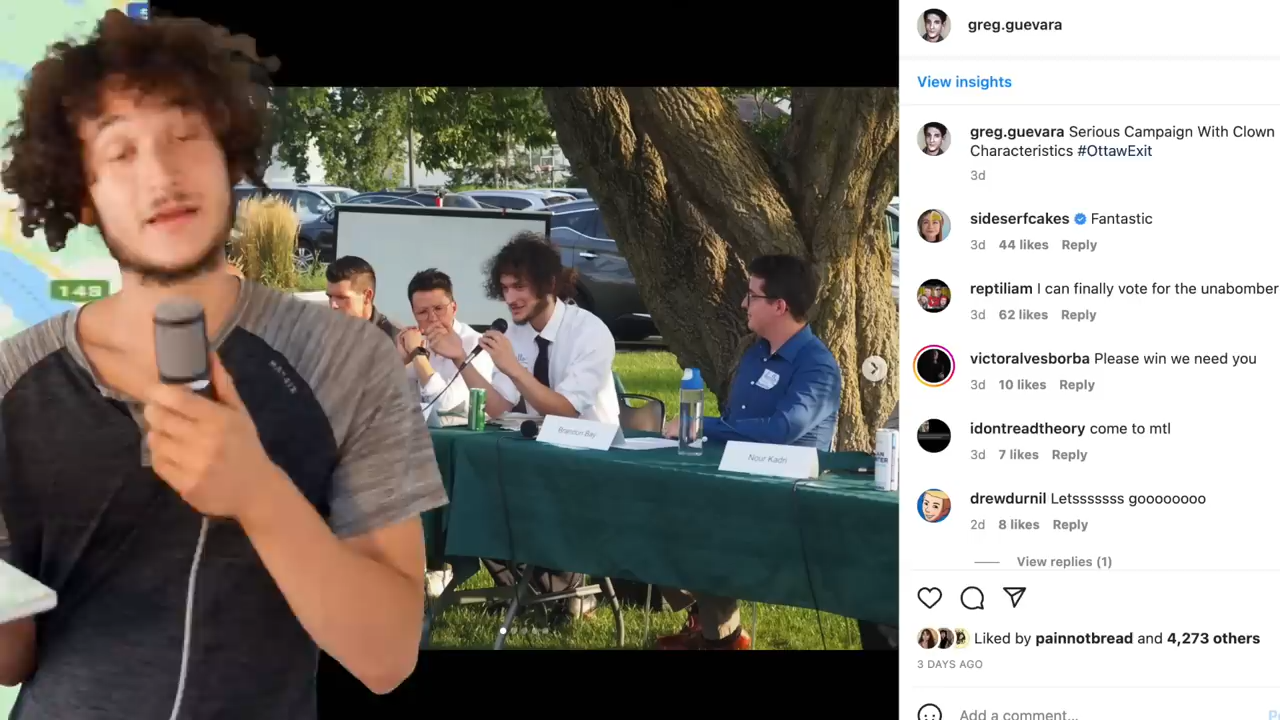 greg.guevara
View insights
greg.guevara Serious Campaign With Clown
Characteristics #OttawExit
3d
sideserfcakes Fantastic
3d 44 likes Reply
reptiliam I can finally vote for the unabomber
3d 62 likes Reply
victoralvesborba Please win we need you
3d 10 likes Reply
idontreadtheory come to mtl
3d 7 likes Reply
drewdurnil Letsssssss goooooooo
2d 8 likes Reply
View replies (1)
Liked by painnotbread and 4,273 others
3 DAYS AGO
Add a comment...
148
Brandon Bay
Nour Kadri